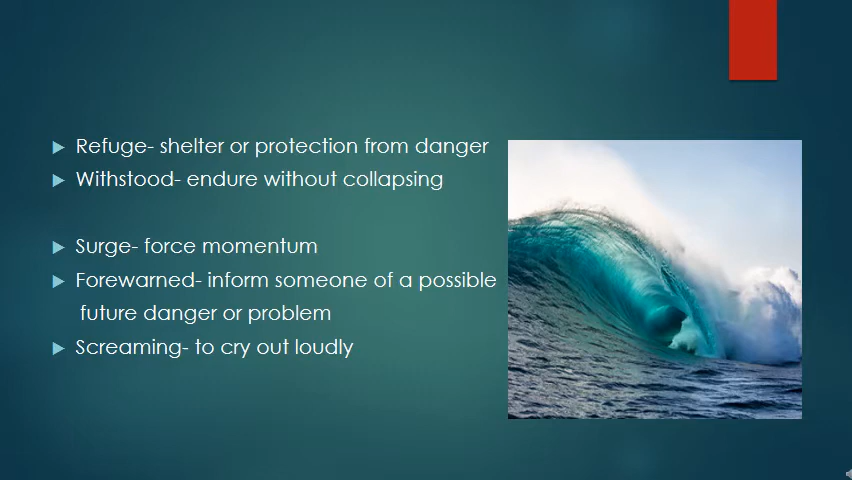 Refuge- shelter or protection from danger
Withstood- endure without collapsing
Surge- force momentum
Forewarned- inform someone of a possible
future danger or problem
Screaming- to cry out loudly